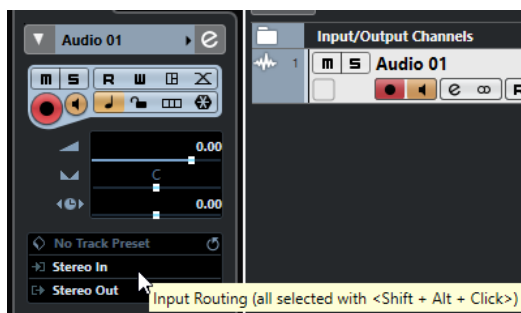 Audio 01
m S R W
0.00
C
0.00
No Track Preset
Stereo In
Stereo Out
Input/Output Channels
1 m S Audio 01
e R
Input Routing (all selected with <Shift + Alt + Click>)